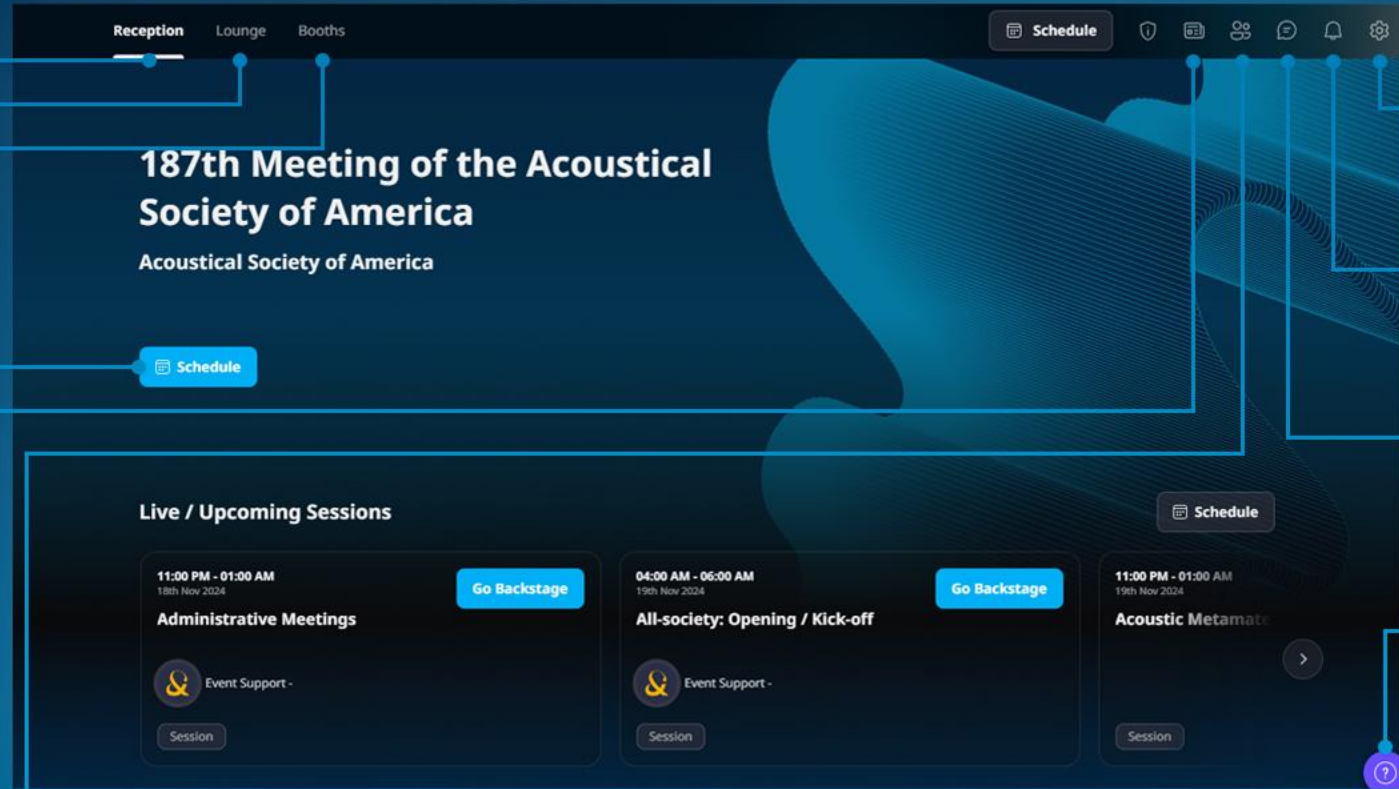 Reception Lounge Booths Schedule
187th Meeting of the Acoustical
Society of America
Acoustical Society of America
Schedule
Live / Upcoming Sessions Schedule
11:00 PM - 01:00 AM
18th Nov 2024
Go Backstage
Administrative Meetings
Event Support -
Session
04:00 AM - 06:00 AM
19th Nov 2024
Go Backstage
All-society: Opening / Kick-off
Event Support -
Session
11:00 PM - 01:00 AM
19th Nov 2024
Acoustic Metamate
Session